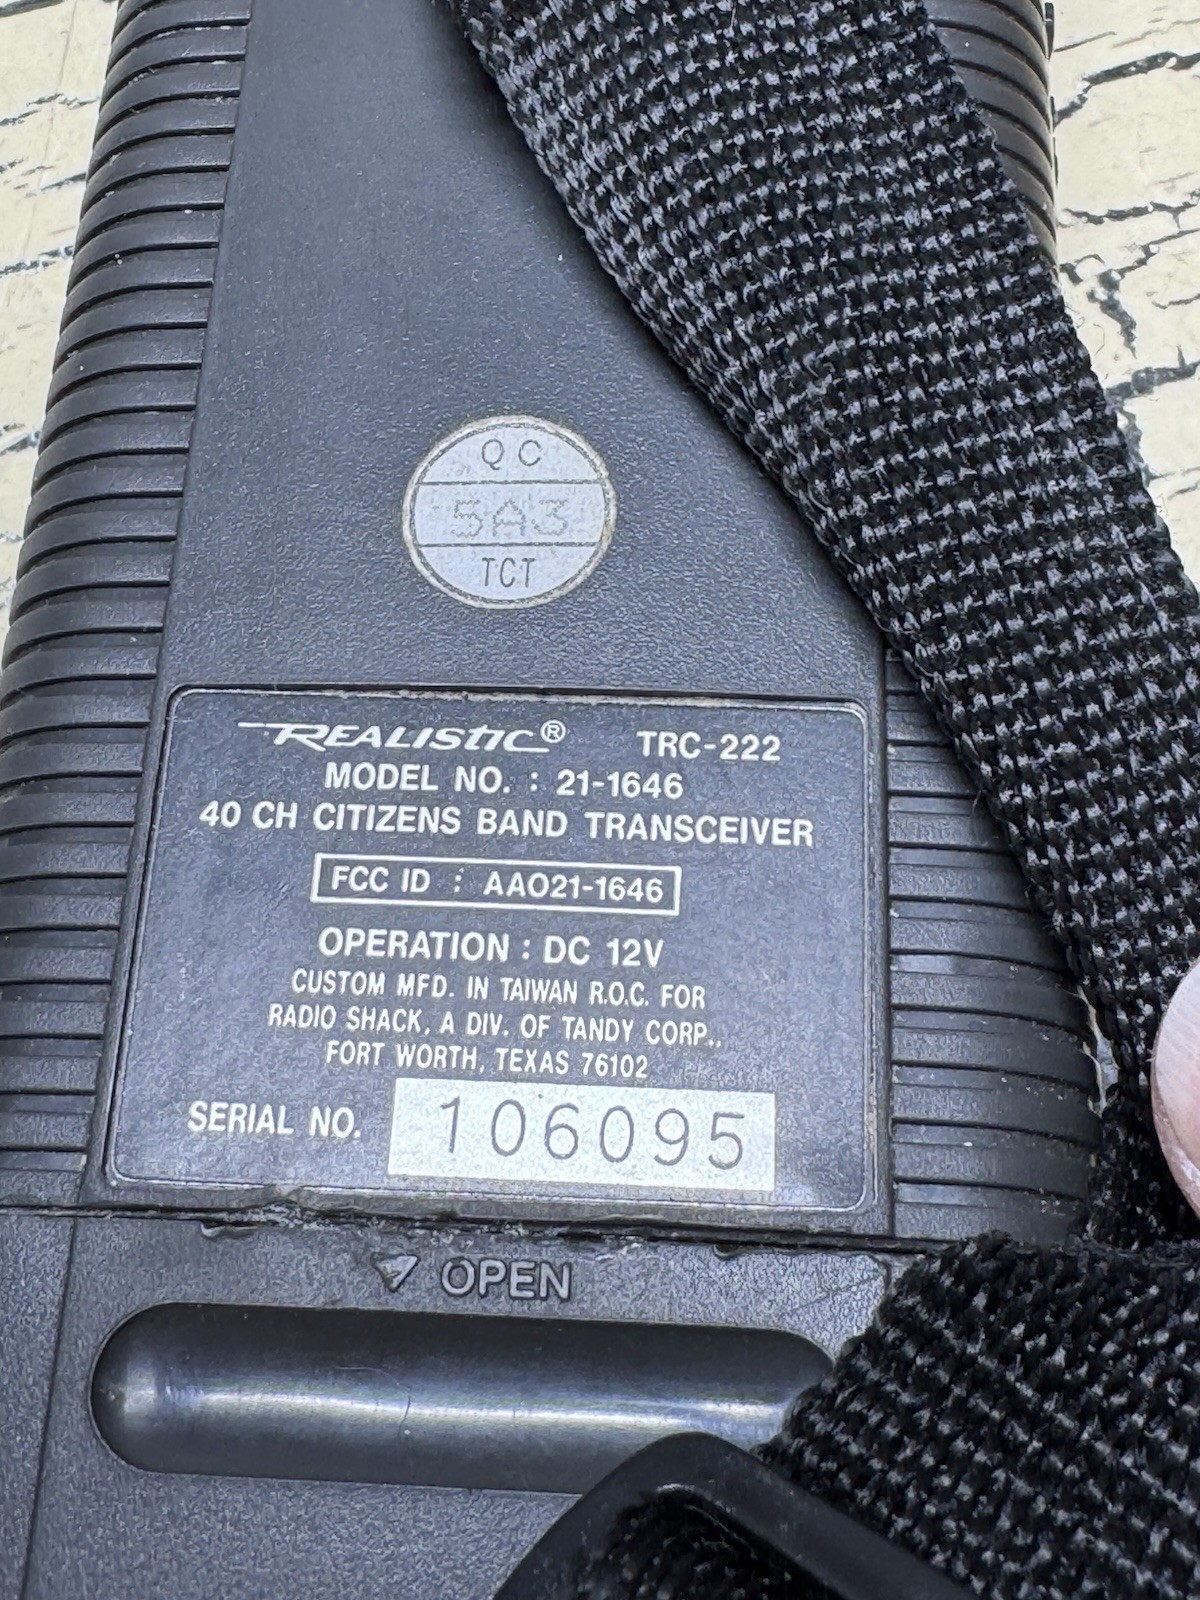 QC
5A3
TCT
REALISTIC® TRC-222
MODEL NO. : 21-1646
40 CH CITIZENS BAND TRANSCEIVER
FCC ID : AAO21-1646
OPERATION : DC 12V
CUSTOM MFD. IN TAIWAN R.O.C. FOR
RADIO SHACK, A DIV. OF TANDY CORP.,
FORT WORTH, TEXAS 76102
SERIAL NO. 106095
OPEN